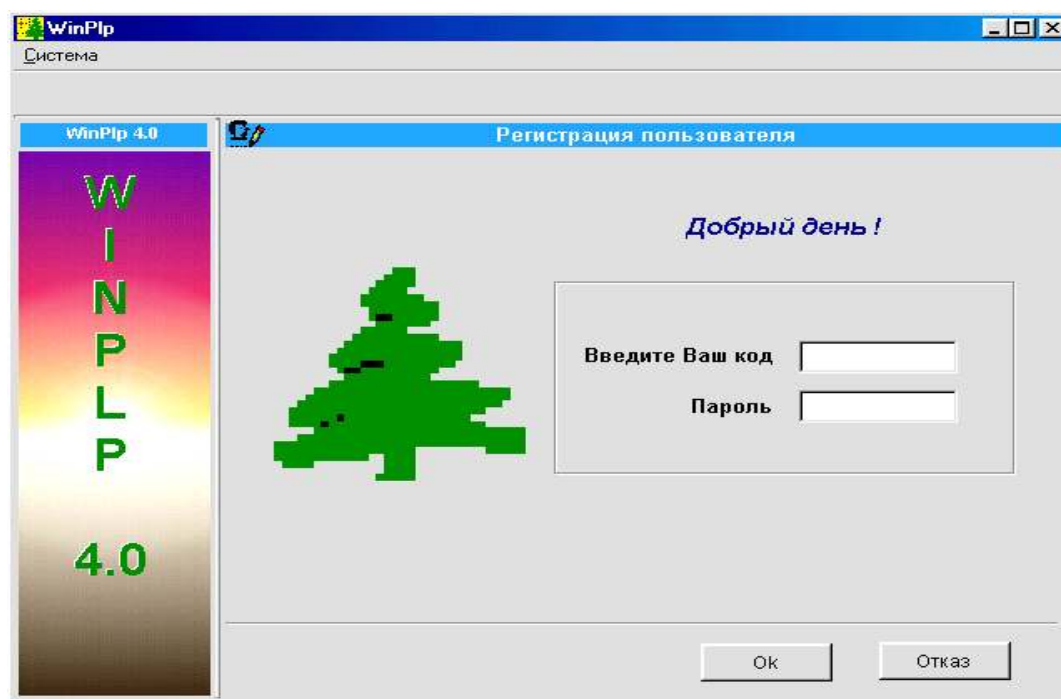 WinPlp
Система
WinPlp 4.0
Регистрация пользователя
W
I
N
P
L
P
4.0
Добрый день !
Введите Ваш код
Пароль
Ok
Отказ